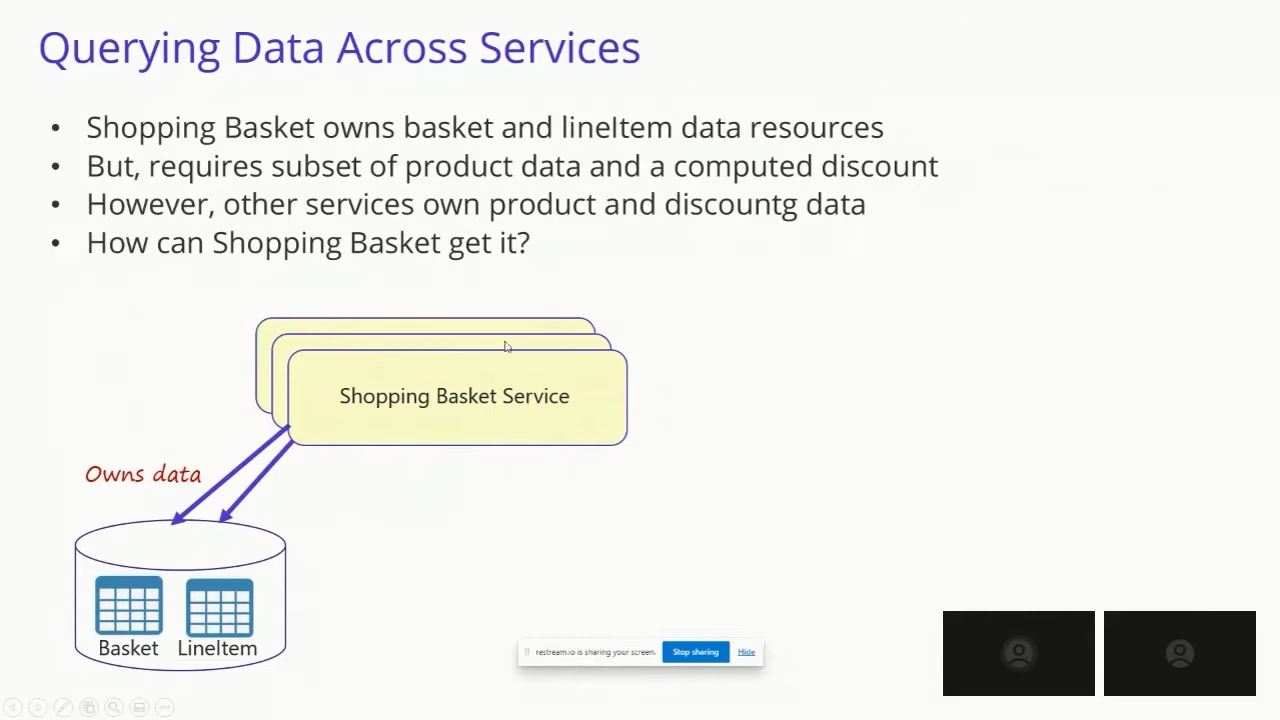 Querying Data Across Services
• Shopping Basket owns basket and lineItem data resources
• But, requires subset of product data and a computed discount
• However, other services own product and discountg data
• How can Shopping Basket get it?
Shopping Basket Service
Owns data
Basket LineItem
restream.io is sharing your screen. Stop sharing Hide